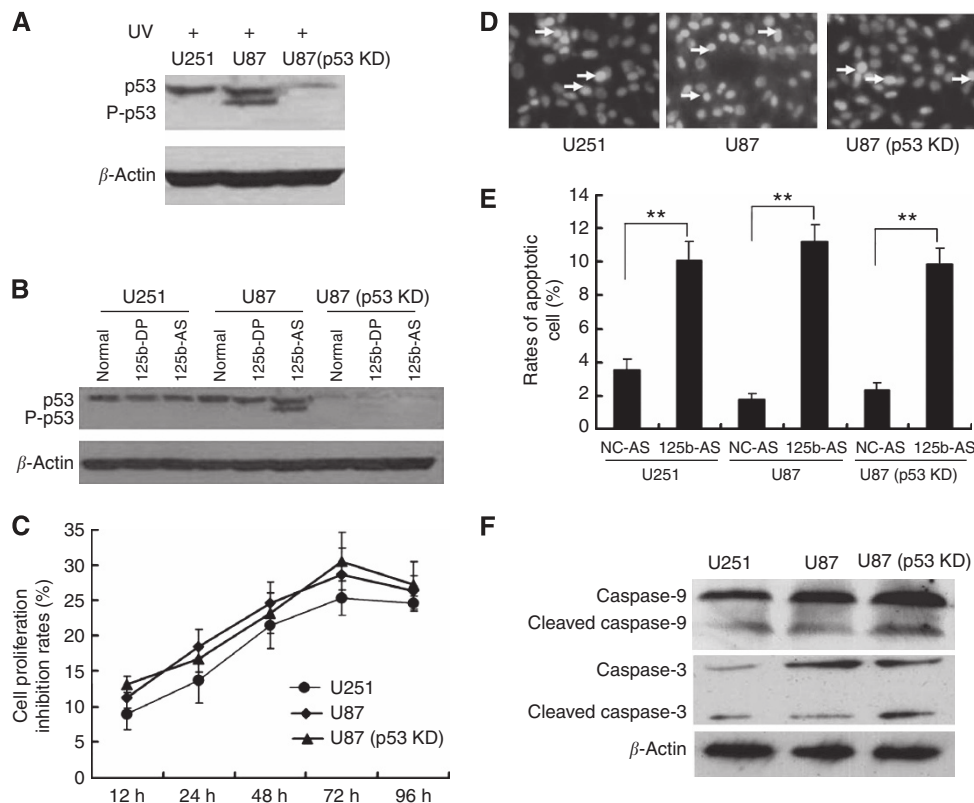 A
UV + + +
U251 U87 U87(p53 KD)
p53
P-p53
β-Actin
B
U251 U87 U87 (p53 KD)
Normal 125b-DP 125b-AS Normal 125b-DP 125b-AS Normal 125b-DP 125b-AS
p53
P-p53
β-Actin
C
Cell proliferation
inhibition rates (%)
35
30
25
20
15
10
5
0
12 h 24 h 48 h 72 h 96 h
U251
U87
U87 (p53 KD)
D
U251 U87 U87 (p53 KD)
E
Rates of apoptotic
cell (%)
14
12
10
8
6
4
2
0
** ** **
NC-AS 125b-AS NC-AS 125b-AS NC-AS 125b-AS
U251 U87 U87 (p53 KD)
F
U251 U87 U87 (p53 KD)
Caspase-9
Cleaved caspase-9
Caspase-3
Cleaved caspase-3
β-Actin